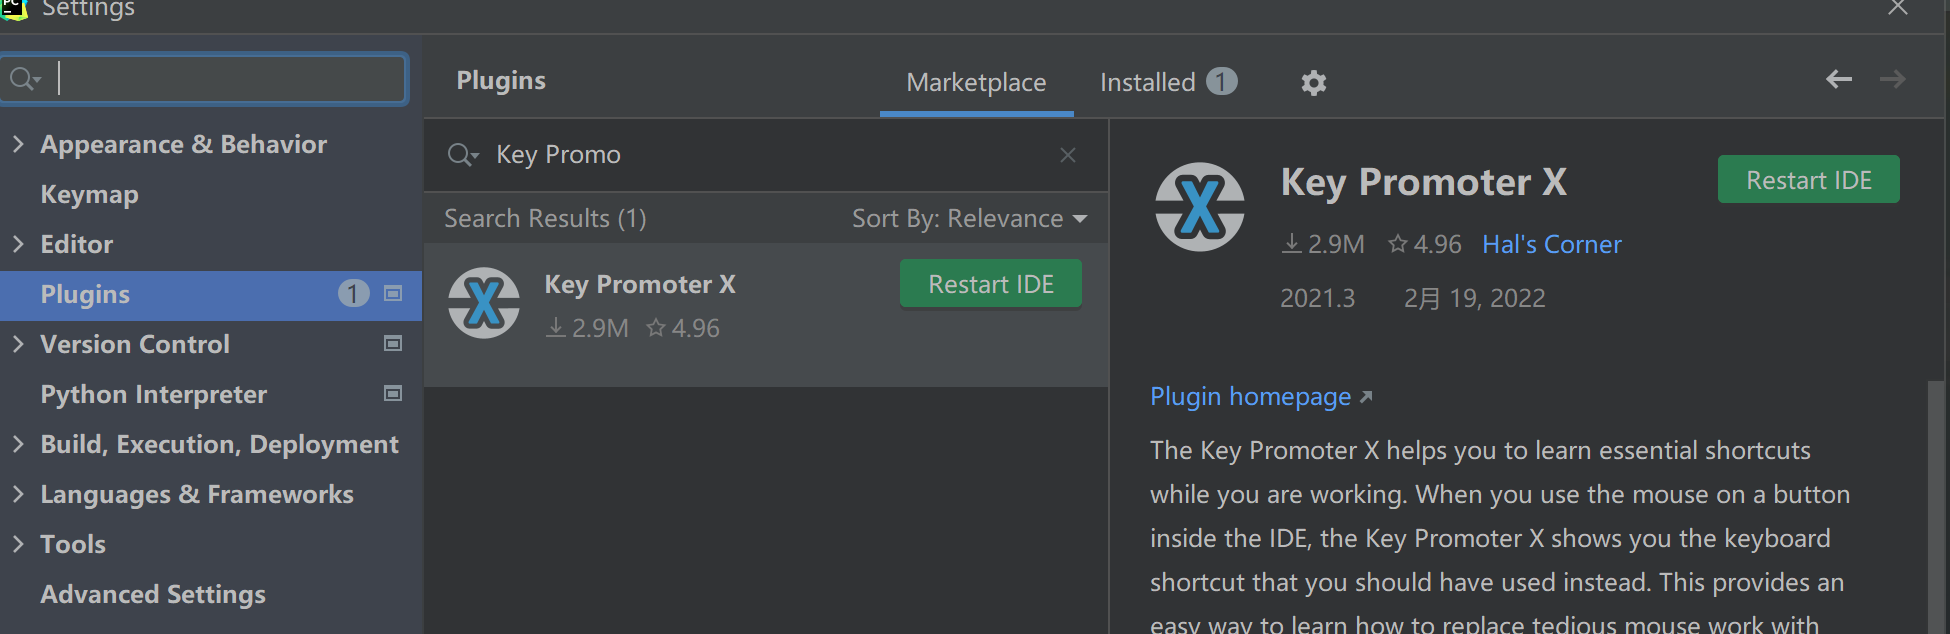 PC
Settings
Appearance & Behavior
Keymap
Editor
Plugins 1
Version Control
Python Interpreter
Build, Execution, Deployment
Languages & Frameworks
Tools
Advanced Settings
Plugins Marketplace Installed 1
Key Promo
Search Results (1) Sort By: Relevance
Key Promoter X Restart IDE
2.9M 4.96
Key Promoter X Restart IDE
2.9M 4.96 Hal's Corner
2021.3 2月 19, 2022
Plugin homepage
The Key Promoter X helps you to learn essential shortcuts
while you are working. When you use the mouse on a button
inside the IDE, the Key Promoter X shows you the keyboard
shortcut that you should have used instead. This provides an
easy way to learn how to replace tedious mouse work with